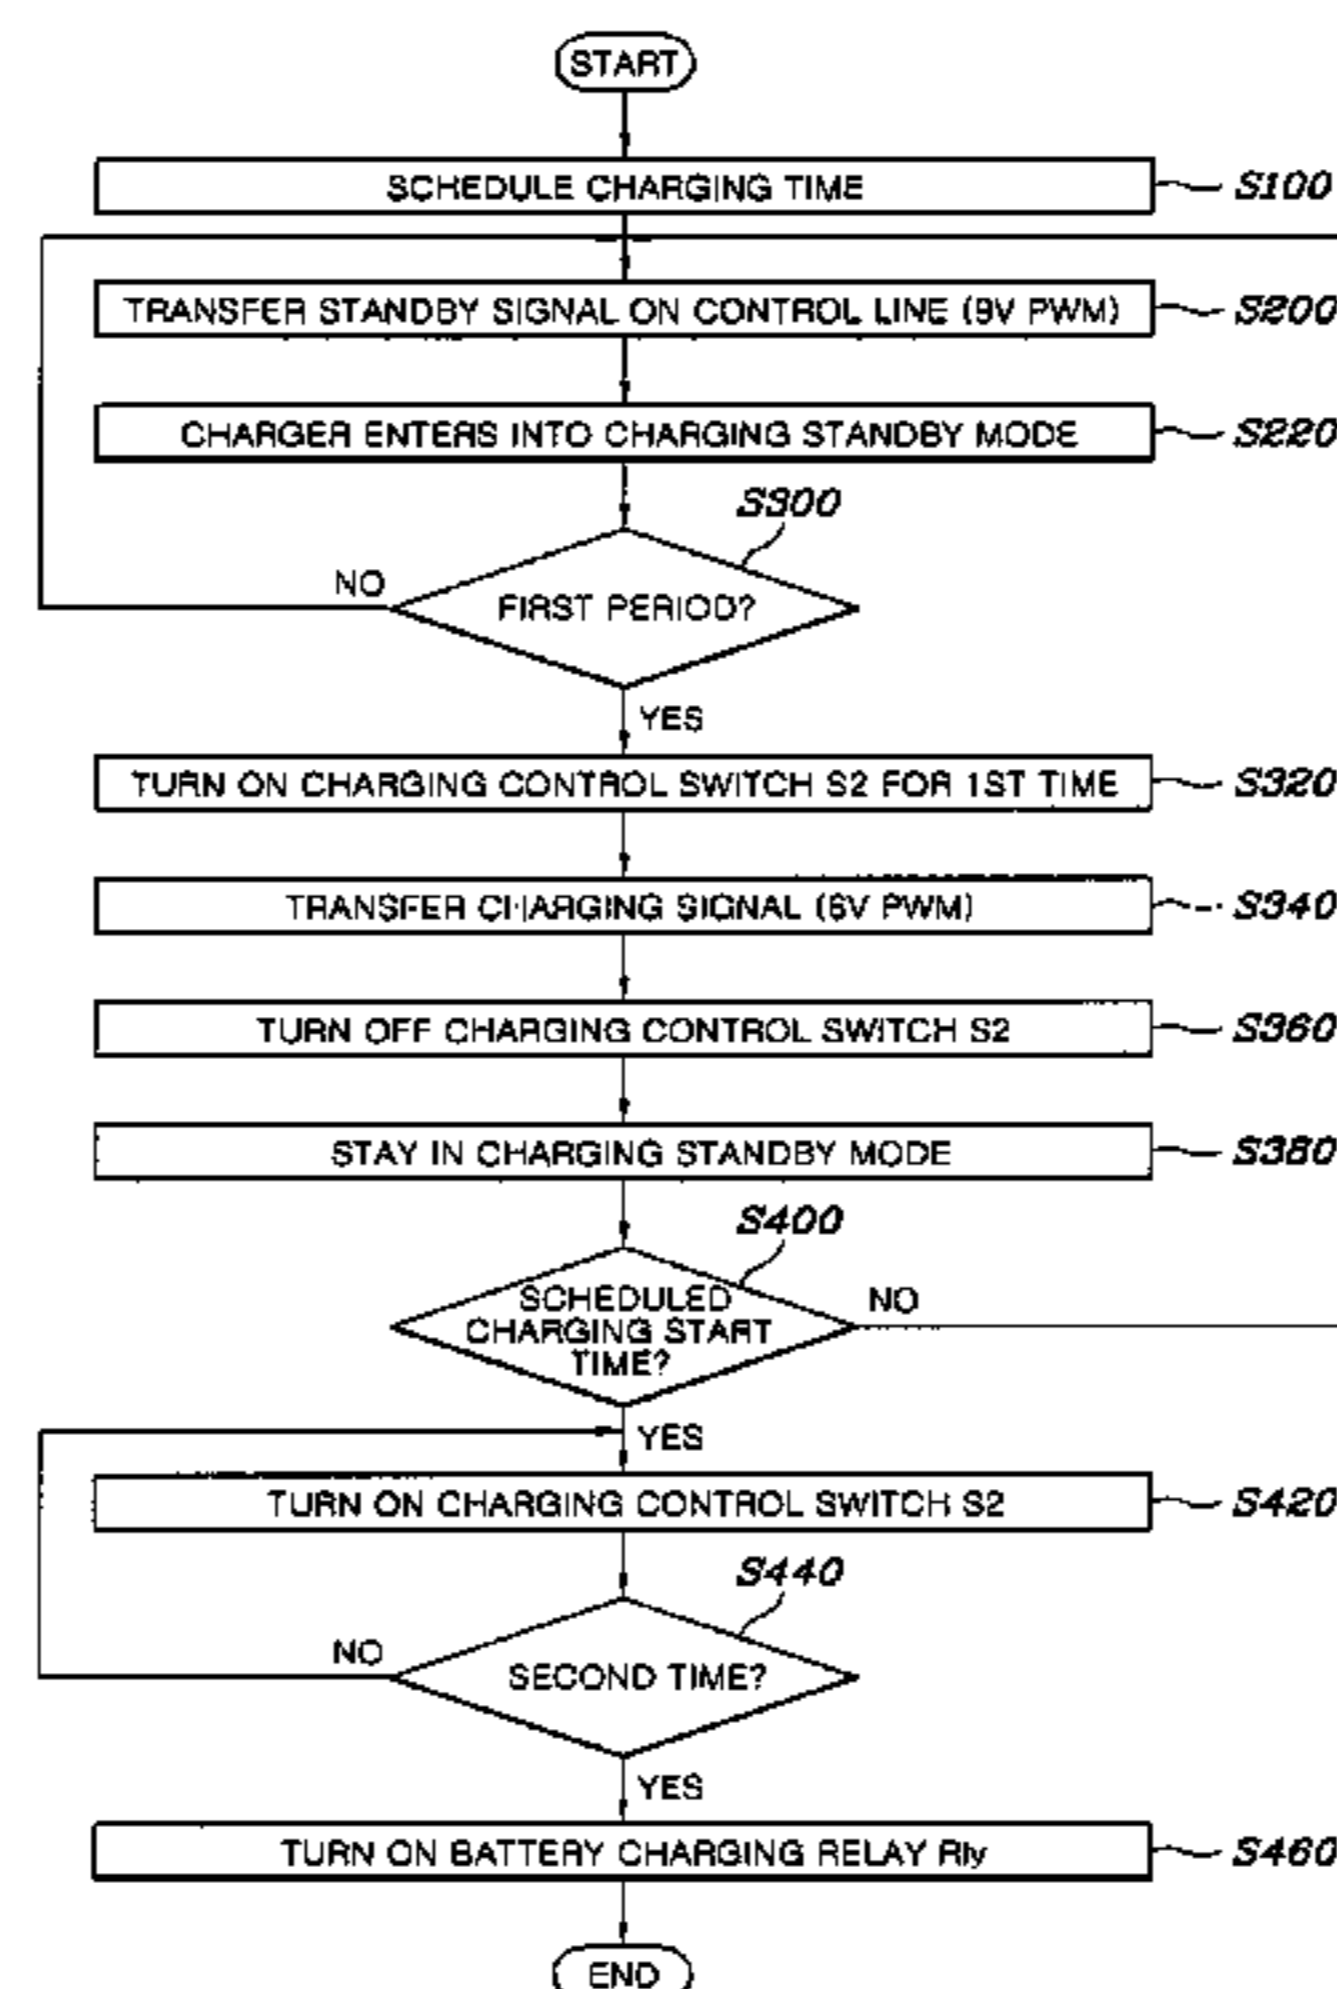 START
SCHEDULE CHARGING TIME
S100
TRANSFER STANDBY SIGNAL ON CONTROL LINE (9V PWM)
S200
CHARGER ENTERS INTO CHARGING STANDBY MODE
S220
S300
NO
FIRST PERIOD?
YES
TURN ON CHARGING CONTROL SWITCH S2 FOR 1ST TIME
S320
TRANSFER CHARGING SIGNAL (6V PWM)
S340
TURN OFF CHARGING CONTROL SWITCH S2
S360
STAY IN CHARGING STANDBY MODE
S380
S400
SCHEDULED
CHARGING START
TIME?
NO
YES
TURN ON CHARGING CONTROL SWITCH S2
S420
S440
NO
SECOND TIME?
YES
TURN ON BATTERY CHARGING RELAY Rly
S460
END